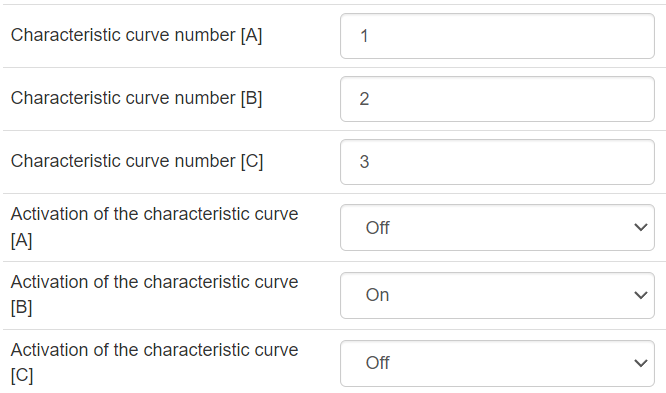 Characteristic curve number [A]
1
Characteristic curve number [B]
2
Characteristic curve number [C]
3
Activation of the characteristic curve
[A]
Off
Activation of the characteristic curve
[B]
On
Activation of the characteristic curve
[C]
Off